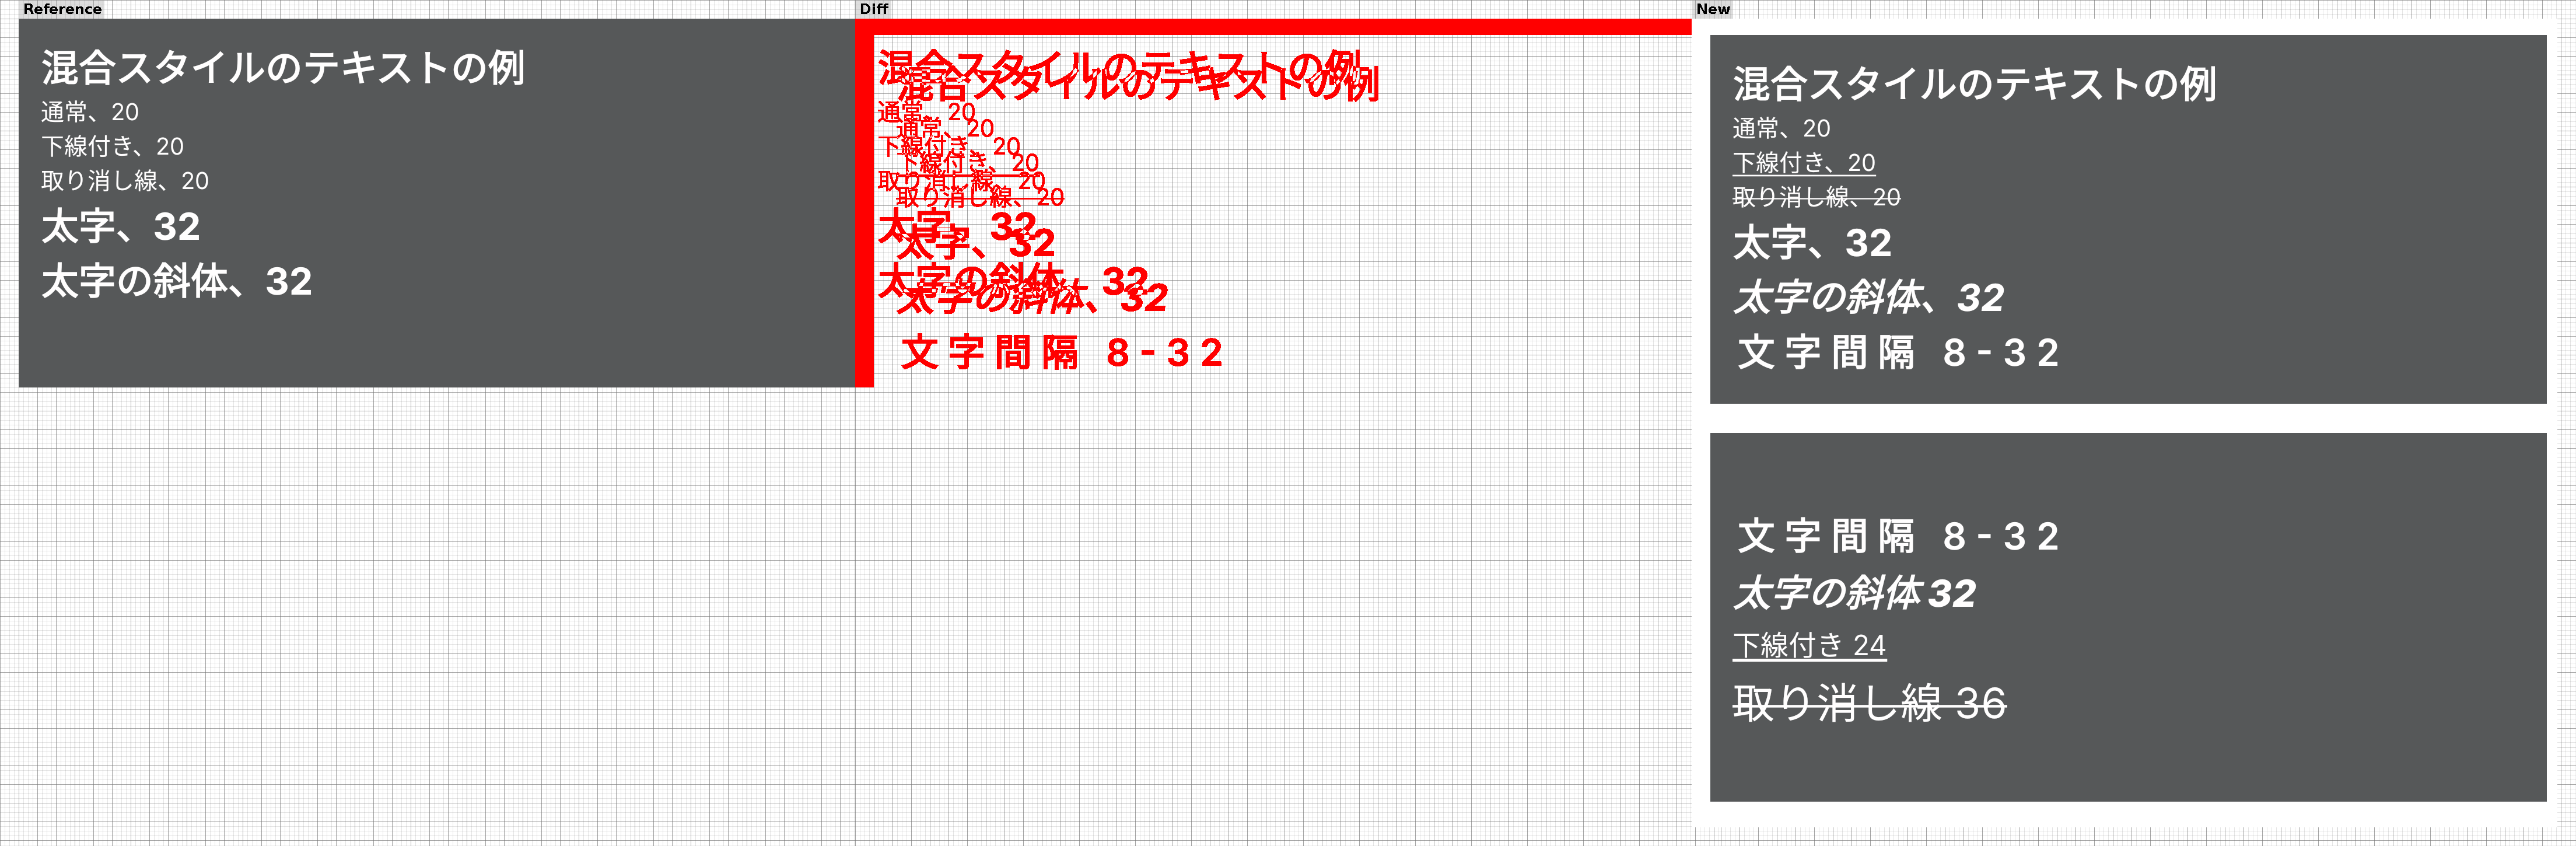 Reference
混合スタイルのテキストの例
通常、20
下線付き、20
取り消し線、20
太字、32
太字の斜体、32
Diff
混合スタイルのテキストの例
混合スタイルのテキストの例
通常、20
通常、20
下線付き、20
下線付き、20
取り消し線、20
取り消し線、20
太字、32
太字、32
太字の斜体、32
太字の斜体、32
文字間隔 8-32
New
混合スタイルのテキストの例
通常、20
下線付き、20
取り消し線、20
太字、32
太字の斜体、32
文字間隔 8-32
文字間隔 8-32
太字の斜体 32
下線付き 24
取り消し線 36